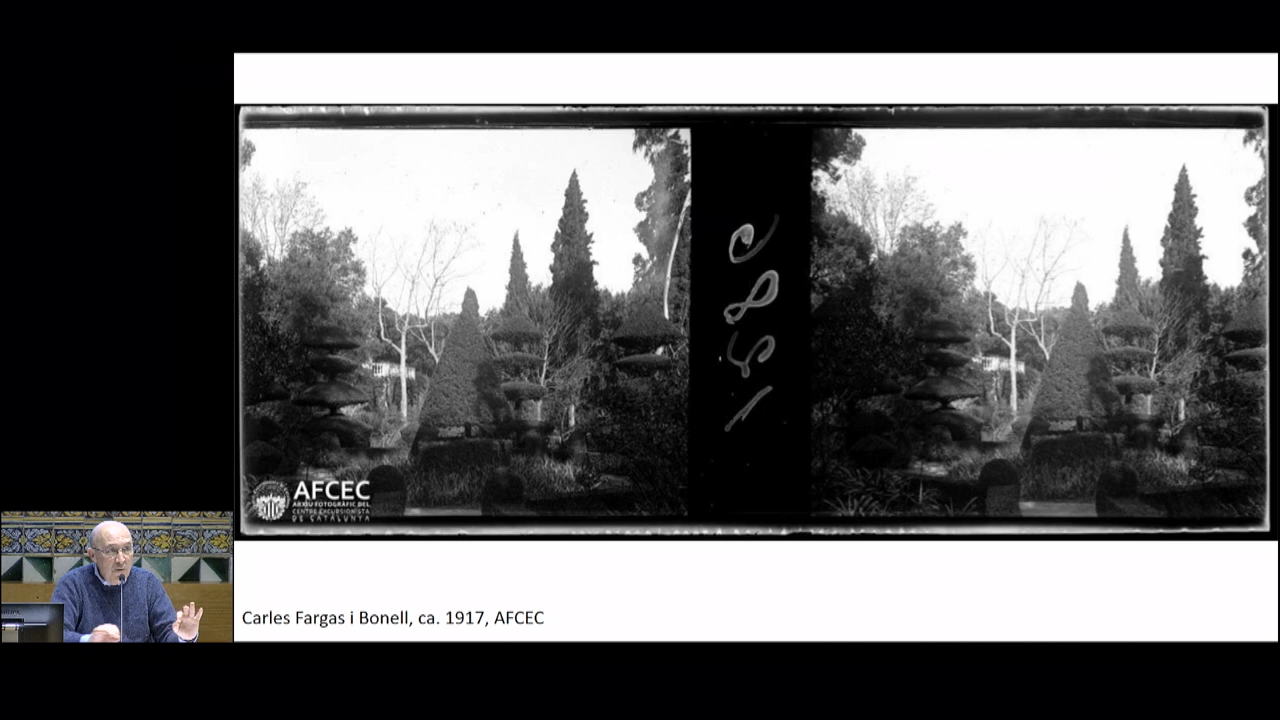 AFCEC
ARXIU FOTOGRÀFIC DEL
CENTRE EXCURSIONISTA
DE CATALUNYA
Carles Fargas i Bonell, ca. 1917, AFCEC